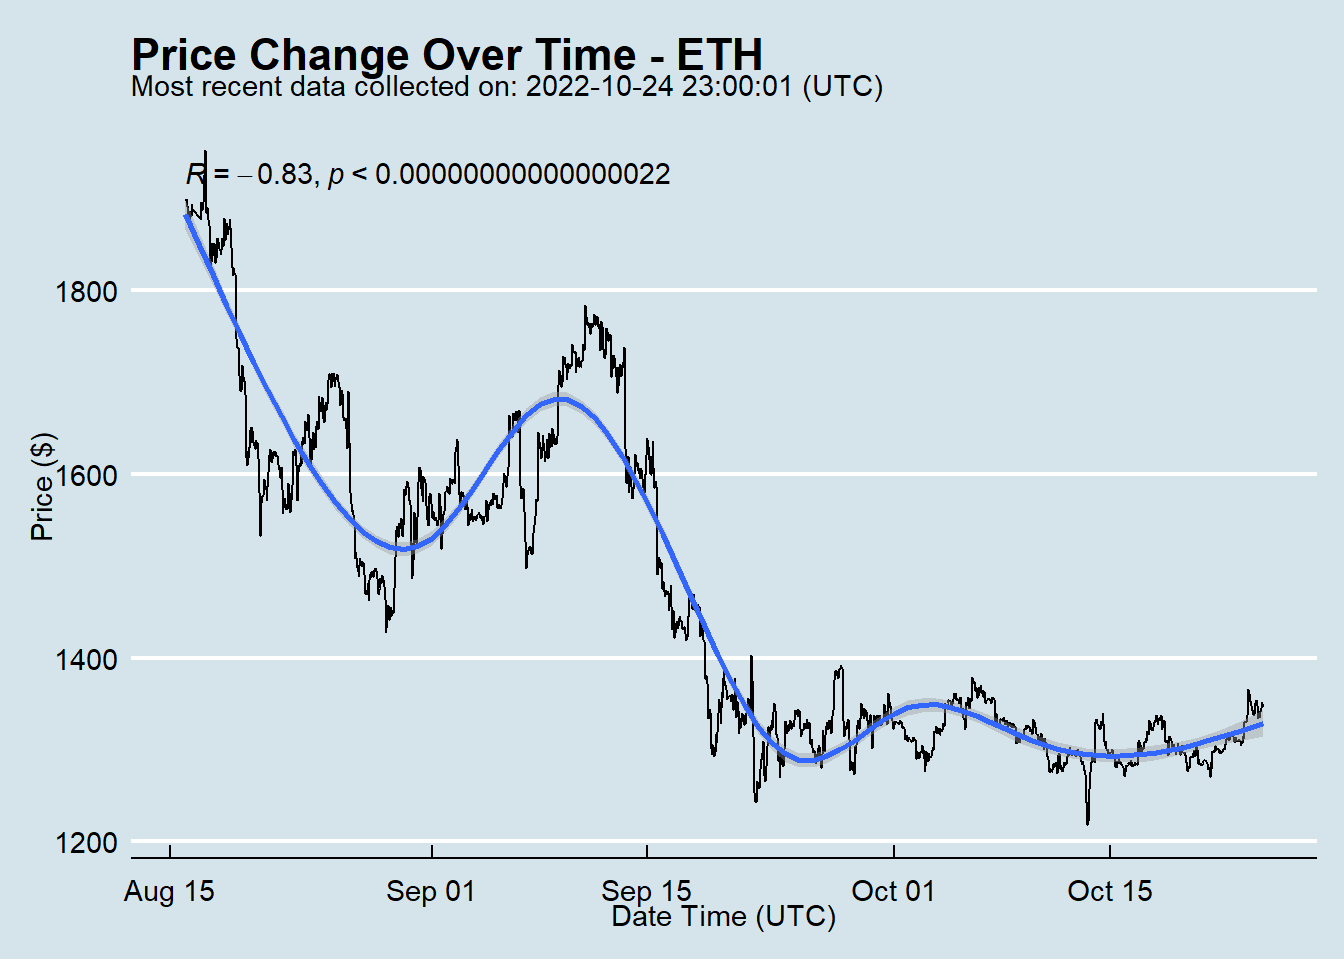 Price Change Over Time - ETH
Most recent data collected on: 2022-10-24 23:00:01 (UTC)
R = −0.83, p < 0.00000000000000022
1800
1600
1400
1200
Price ($)
Aug 15 Sep 01 Sep 15 Oct 01 Oct 15
Date Time (UTC)